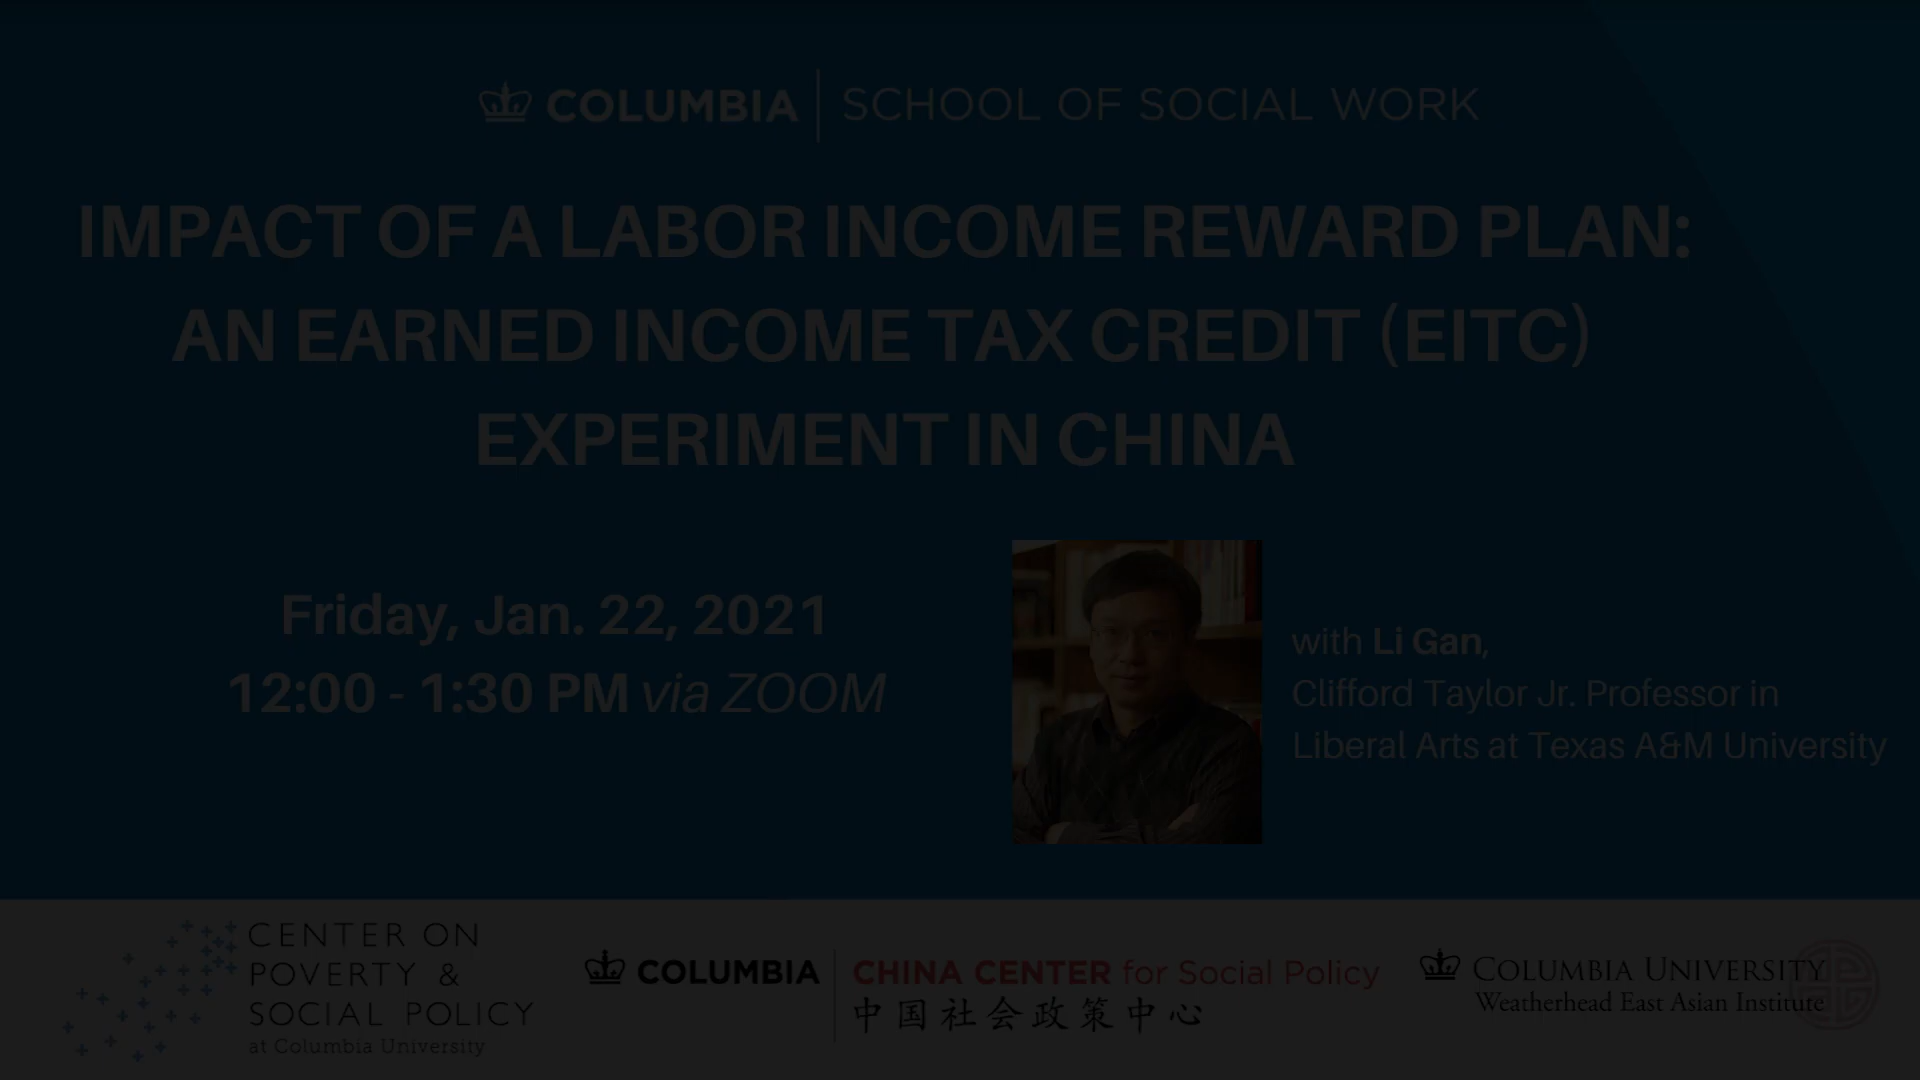 COLUMBIA | SCHOOL OF SOCIAL WORK
IMPACT OF A LABOR INCOME REWARD PLAN:
AN EARNED INCOME TAX CREDIT (EITC)
EXPERIMENT IN CHINA
Friday, Jan. 22, 2021
12:00 - 1:30 PM via ZOOM
with Li Gan,
Clifford Taylor Jr. Professor in
Liberal Arts at Texas A&M University
CENTER ON
POVERTY &
SOCIAL POLICY
at Columbia University
COLUMBIA | CHINA CENTER for Social Policy
中国社会政策中心
COLUMBIA UNIVERSITY
Weatherhead East Asian Institute